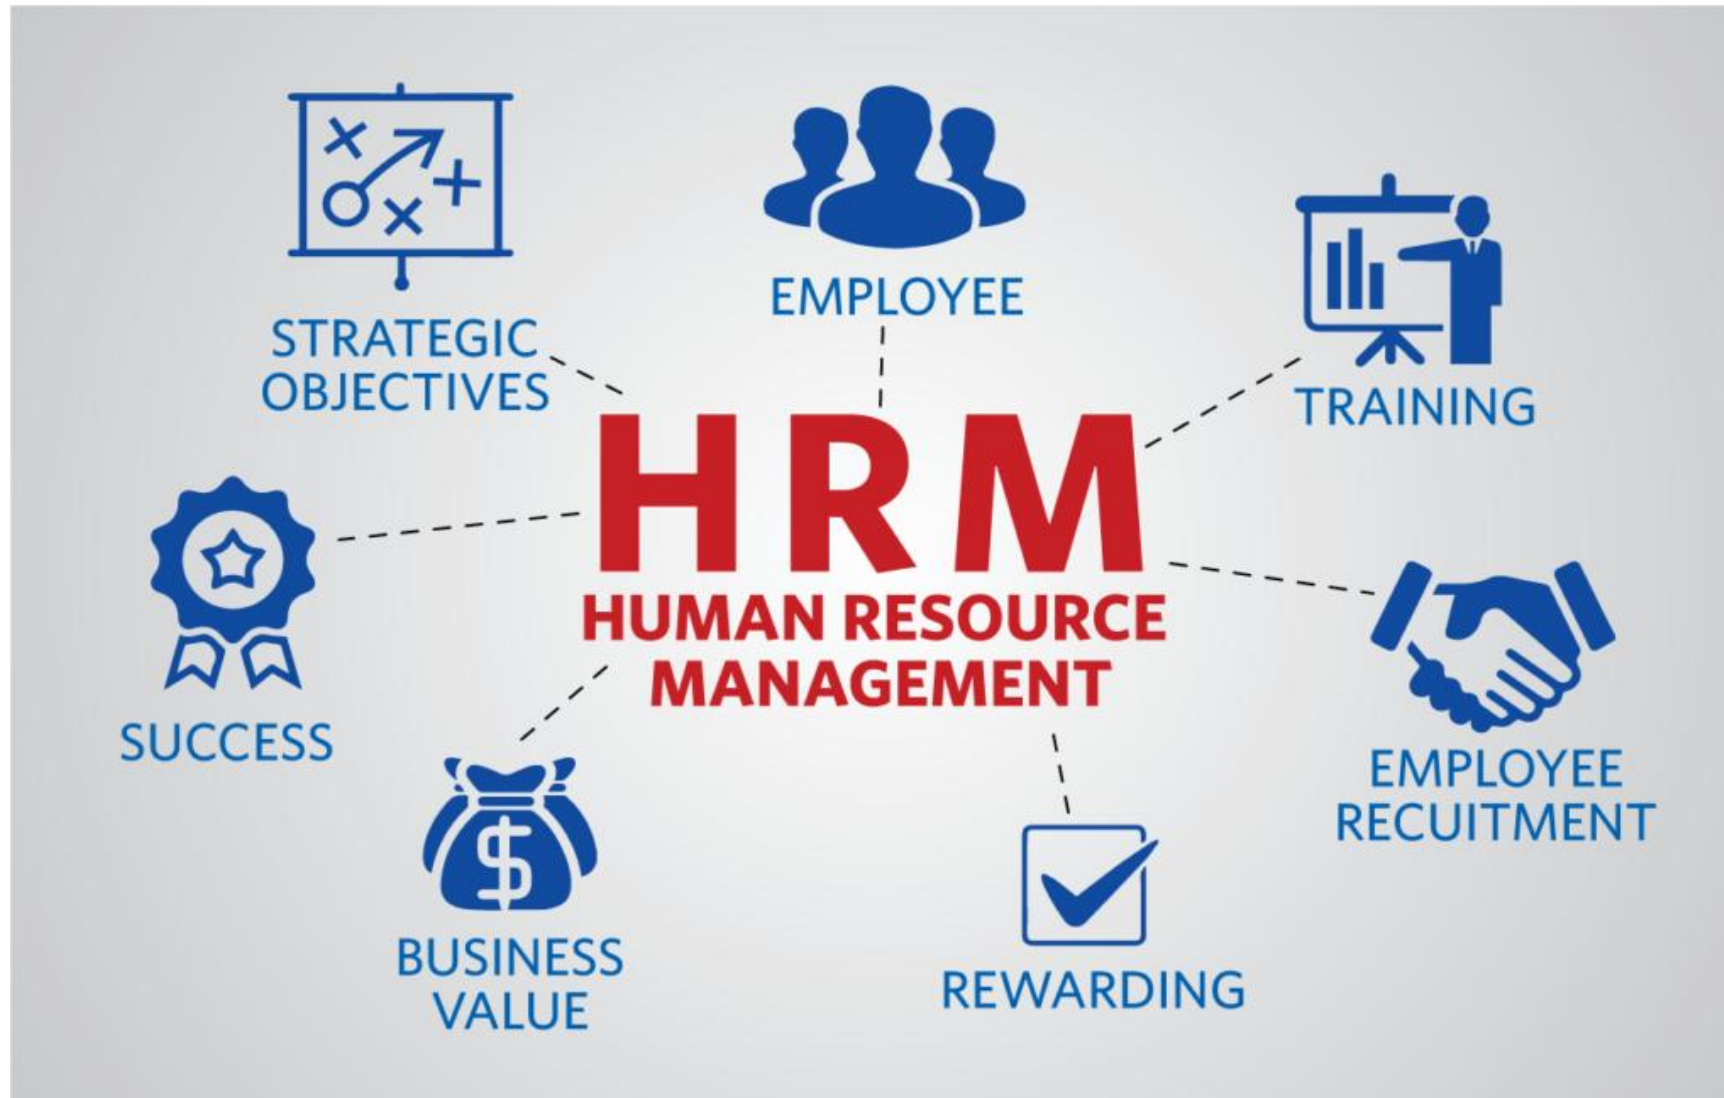 STRATEGIC
OBJECTIVES
EMPLOYEE
TRAINING
HRM
HUMAN RESOURCE
MANAGEMENT
SUCCESS
EMPLOYEE
RECUITMENT
$
BUSINESS
VALUE
REWARDING